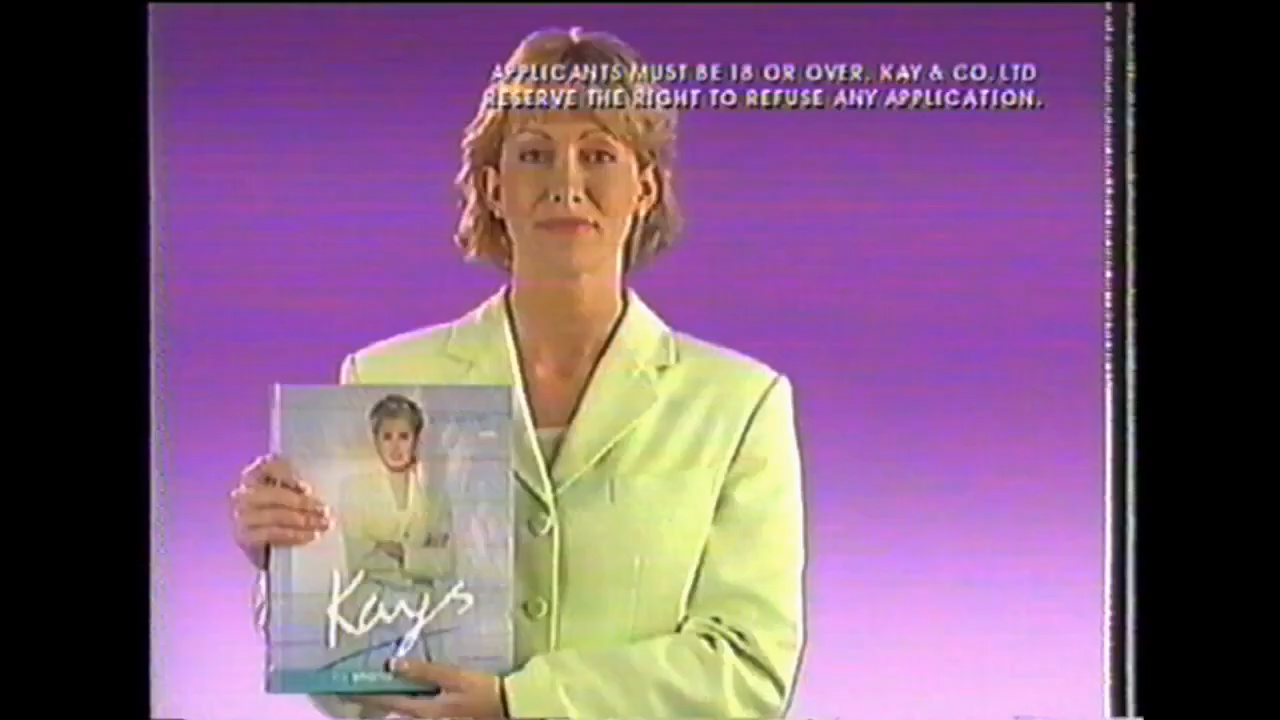 APPLICANTS MUST BE 18 OR OVER. KAY & CO. LTD
RESERVE THE RIGHT TO REFUSE ANY APPLICATION.
Kays